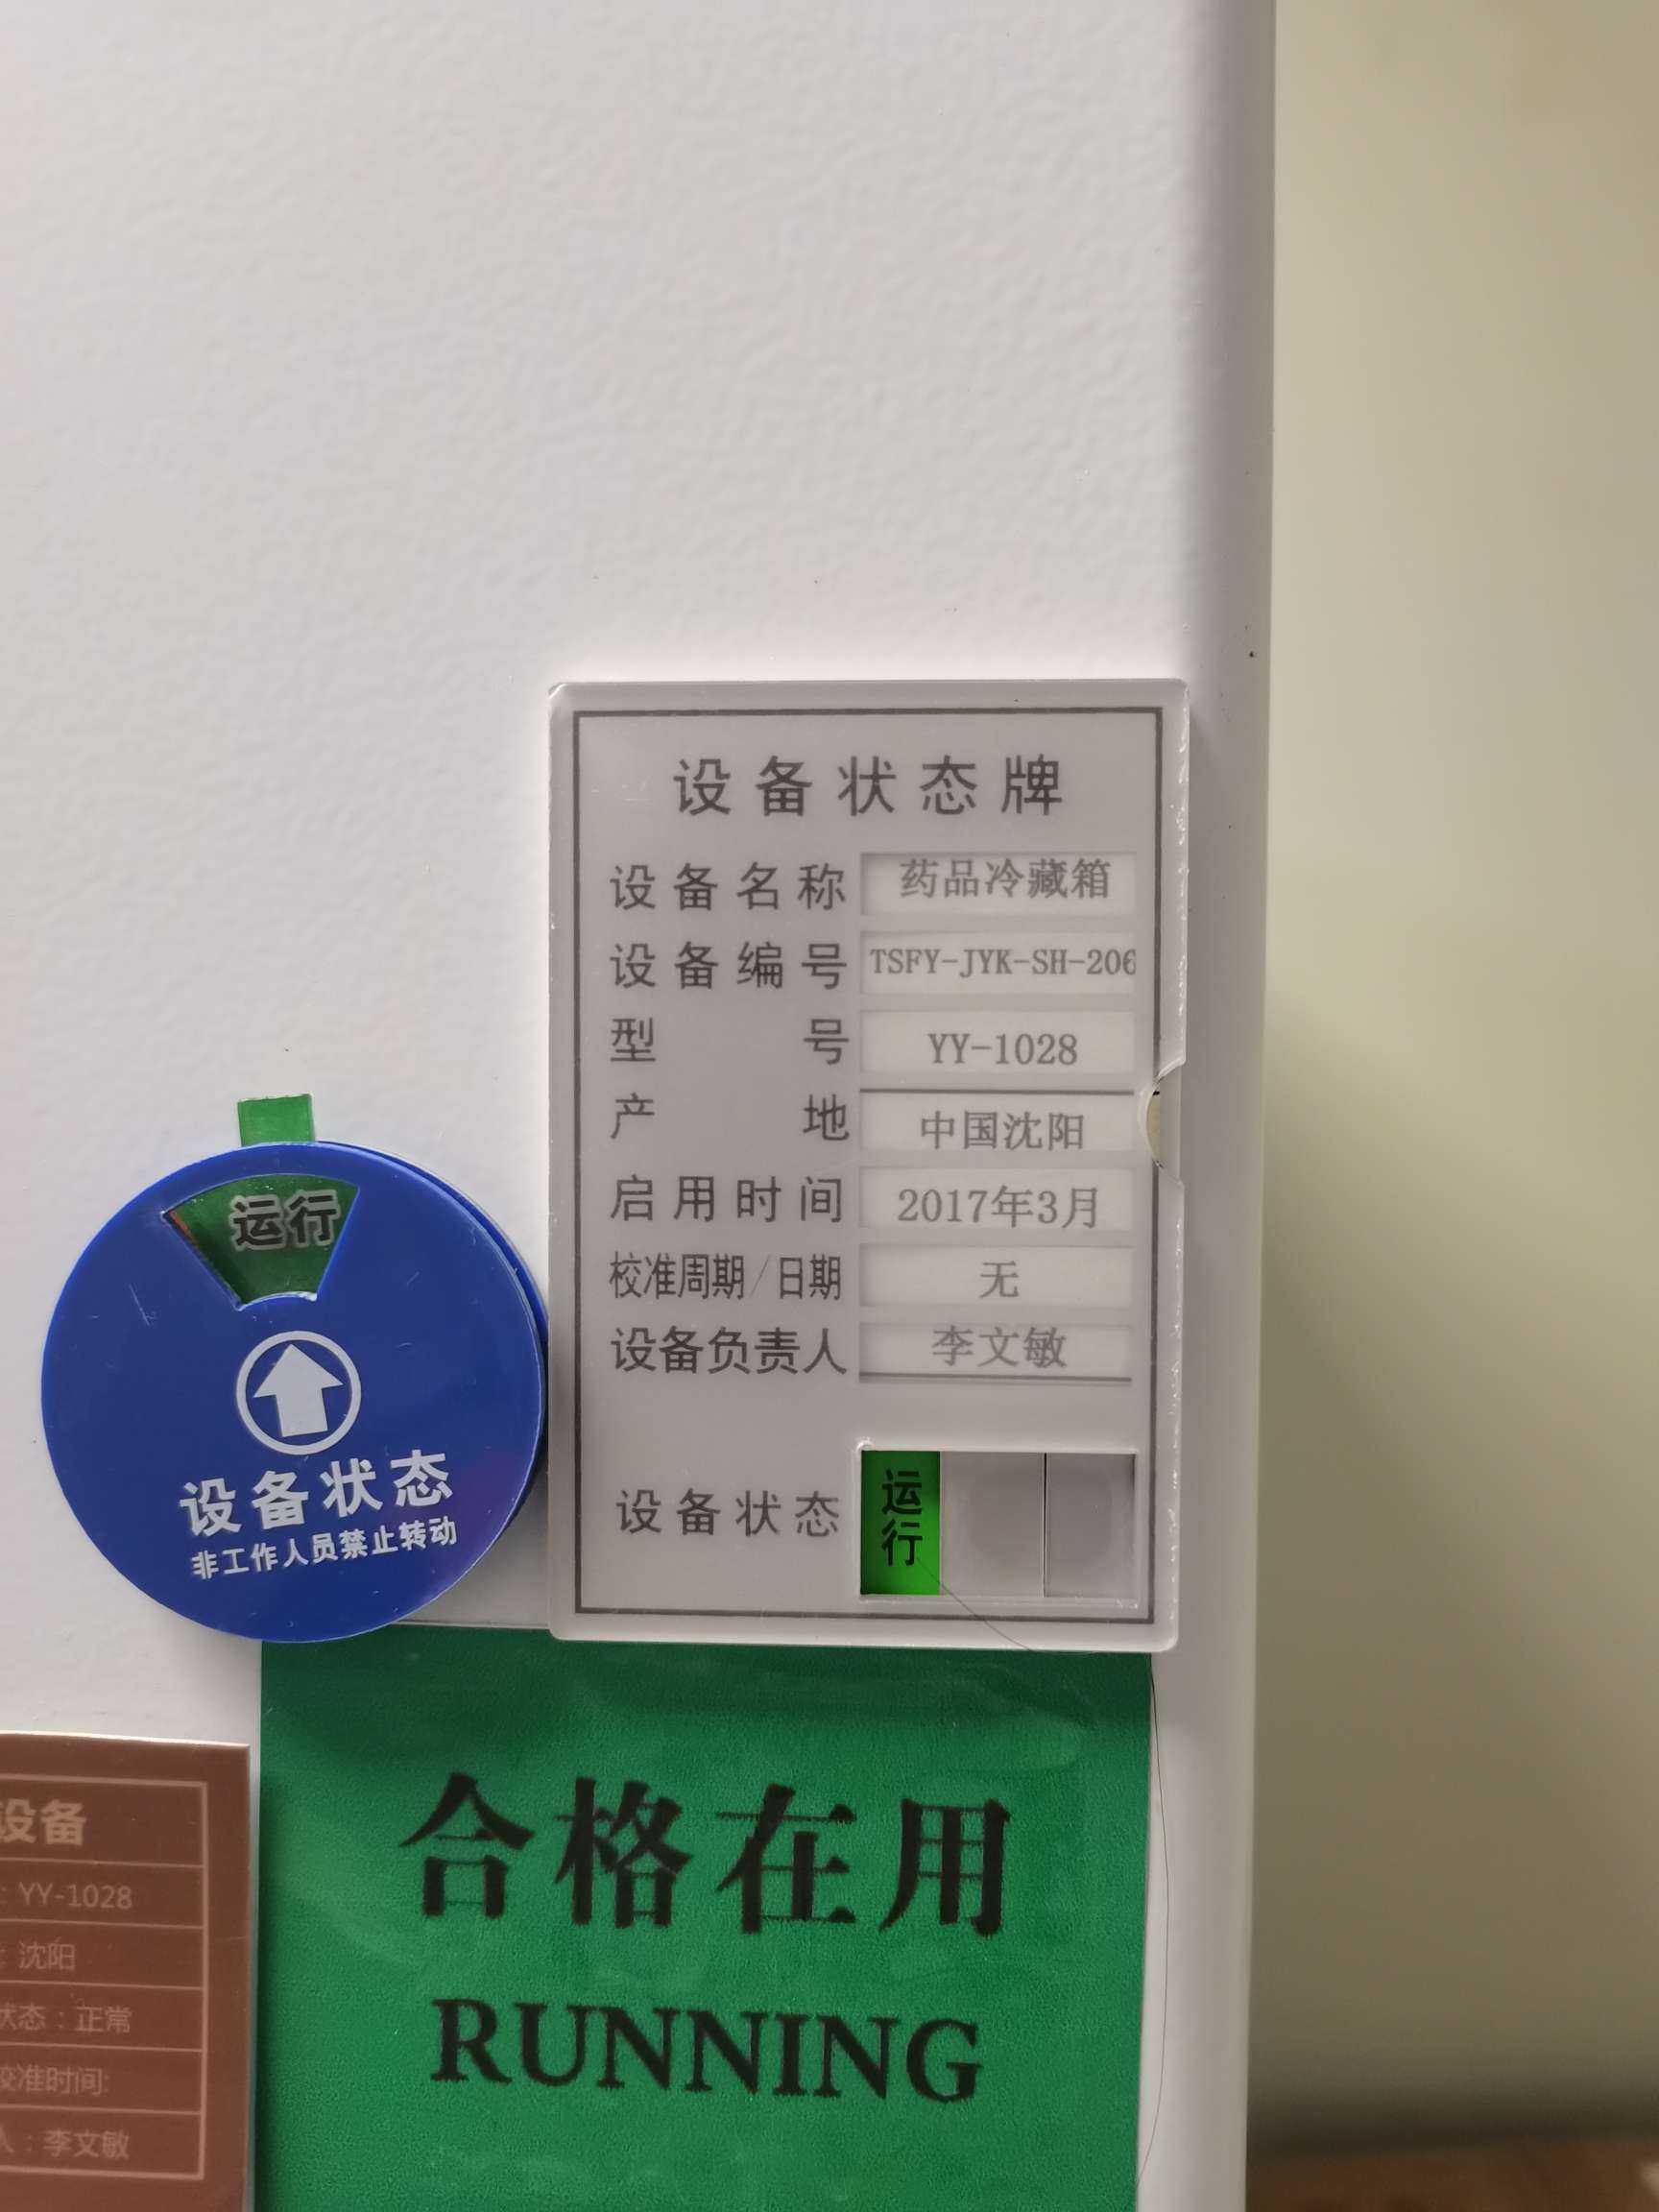 设备状态牌
设备名称 药品冷藏箱
设备编号 TSFY-JYK-SH-206
型号 YY-1028
产地 中国沈阳
启用时间 2017年3月
校准周期/日期 无
设备负责人 李文敏
设备状态 运行
运行
设备状态
非工作人员禁止转动
合格在用
RUNNING
设备
: YY-1028
: 沈阳
状态：正常
校准时间:
人：李文敏